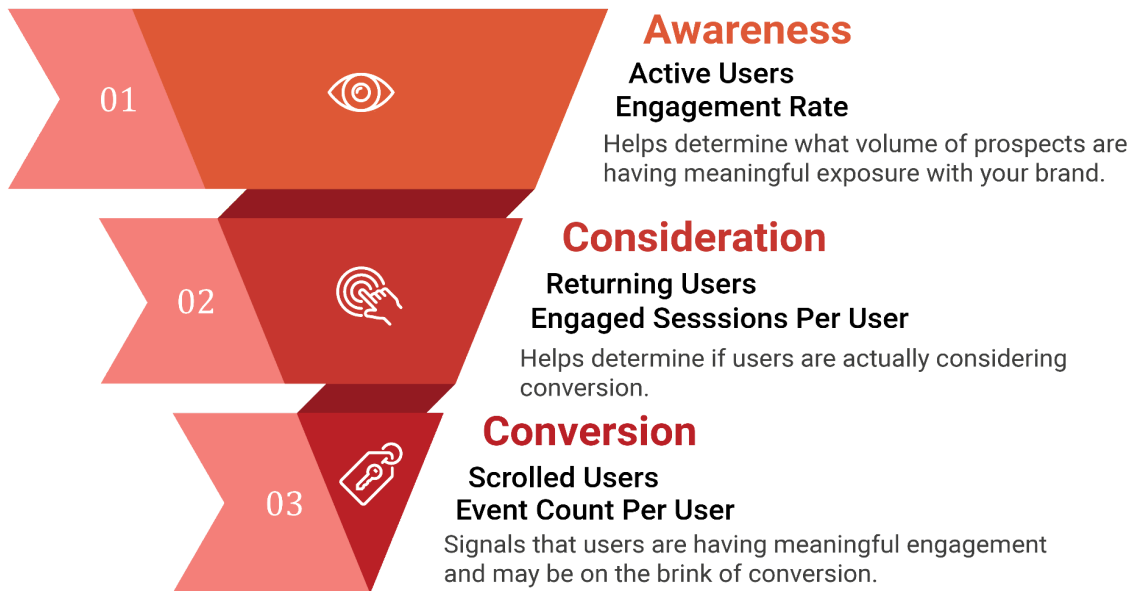 01
Awareness
Active Users
Engagement Rate
Helps determine what volume of prospects are
having meaningful exposure with your brand.
02
Consideration
Returning Users
Engaged Sesssions Per User
Helps determine if users are actually considering
conversion.
03
Conversion
Scrolled Users
Event Count Per User
Signals that users are having meaningful engagement
and may be on the brink of conversion.